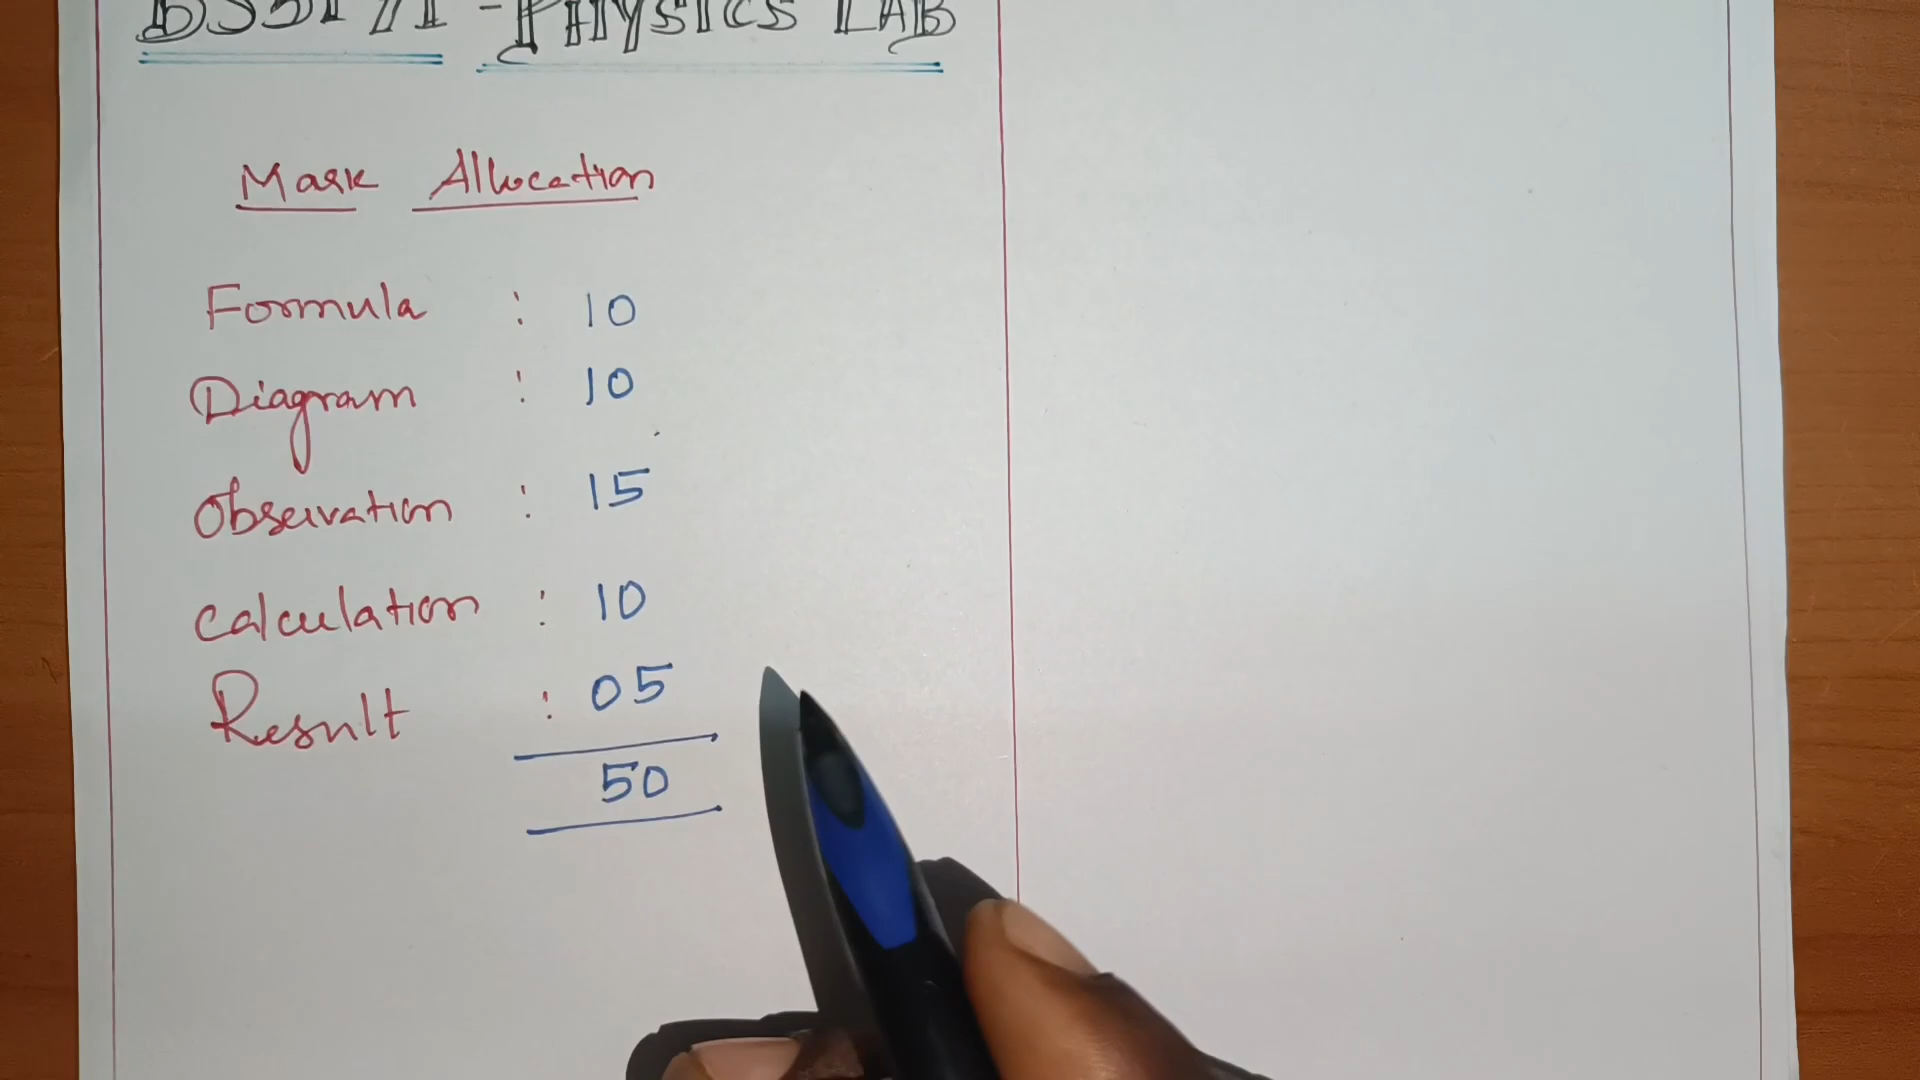 - PHYSICS LAB
Mark Allocation
Formula : 10
Diagram : 10
Observation : 15
Calculation : 10
Result : 05
50